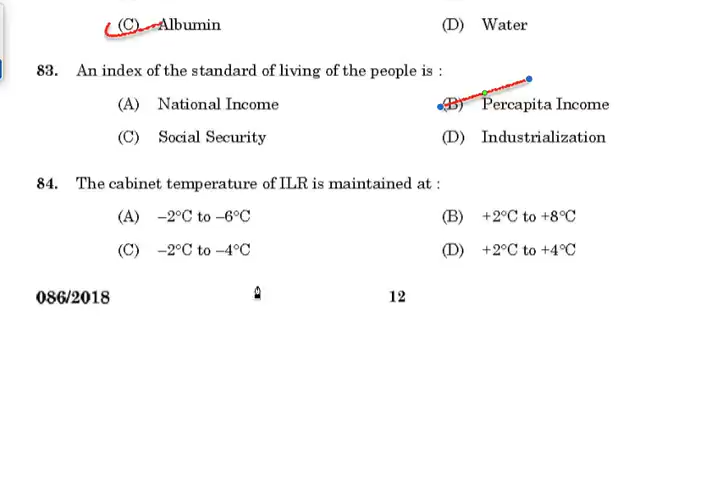 (C) Albumin (D) Water
83. An index of the standard of living of the people is :
(A) National Income (B) Percapita Income
(C) Social Security (D) Industrialization
84. The cabinet temperature of ILR is maintained at :
(A) −2°C to −6°C (B) +2°C to +8°C
(C) −2°C to −4°C (D) +2°C to +4°C
086/2018 12